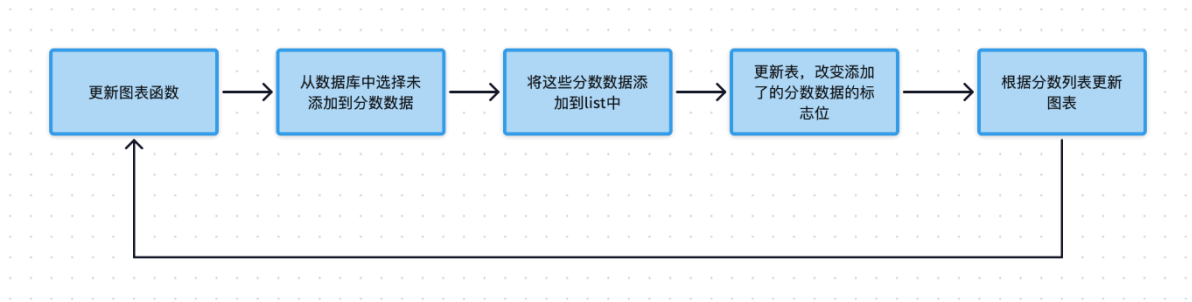 更新图表函数
从数据库中选择未
添加到分数数据
将这些分数数据添
加到list中
更新表，改变添加
了的分数数据的标
志位
根据分数列表更新
图表